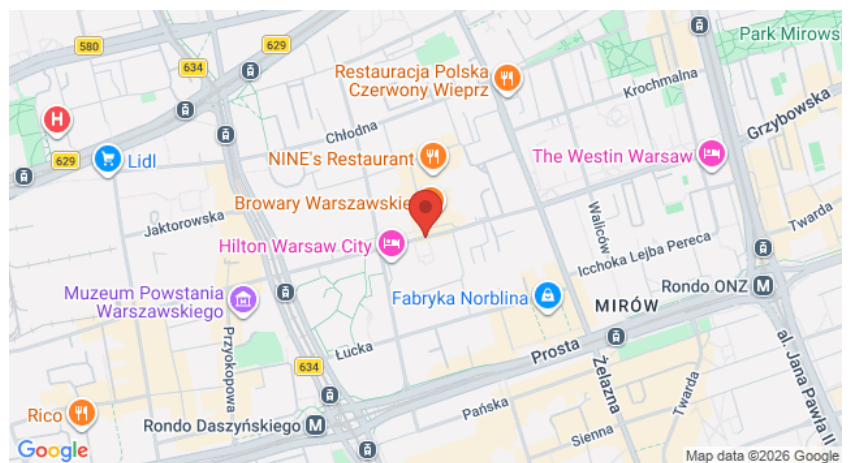 580
629
634
Park Mirows
Restauracja Polska
Czerwony Wieprz
Krochmalna
Grzybowska
H
Chłodna
629
Lidl
NINE's Restaurant
The Westin Warsaw
Browary Warszawskie
Jaktorowska
Waliców
Twarda
Hilton Warsaw City
Icchoka Lejba Pereca
Muzeum Powstania
Warszawskiego
Fabryka Norblina
MIRÓW
Rondo ONZ
M
Przyokopowa
Łucka
Prosta
634
Żelazna
al. Jana Pawła II
Rico
Rondo Daszyńskiego
M
Pańska
Twarda
Sienna
Google
Map data ©2026 Google